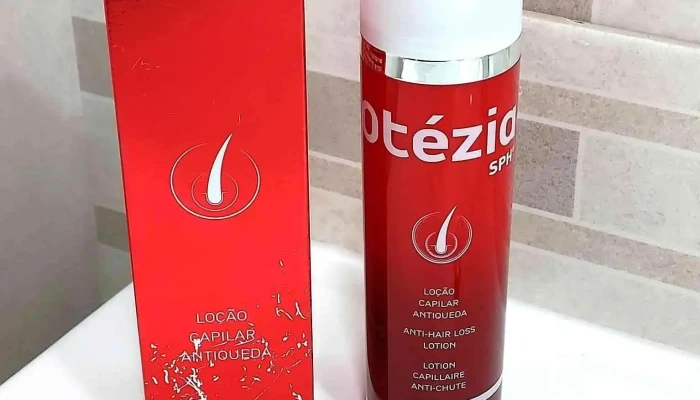 LOÇÃO
CAPILAR
ANTIQUEDA
otézia
SPH
LOÇÃO
CAPILAR
ANTIQUEDA
ANTI-HAIR LOSS
LOTION
LOTION
CAPILLAIRE
ANTI-CHUTE